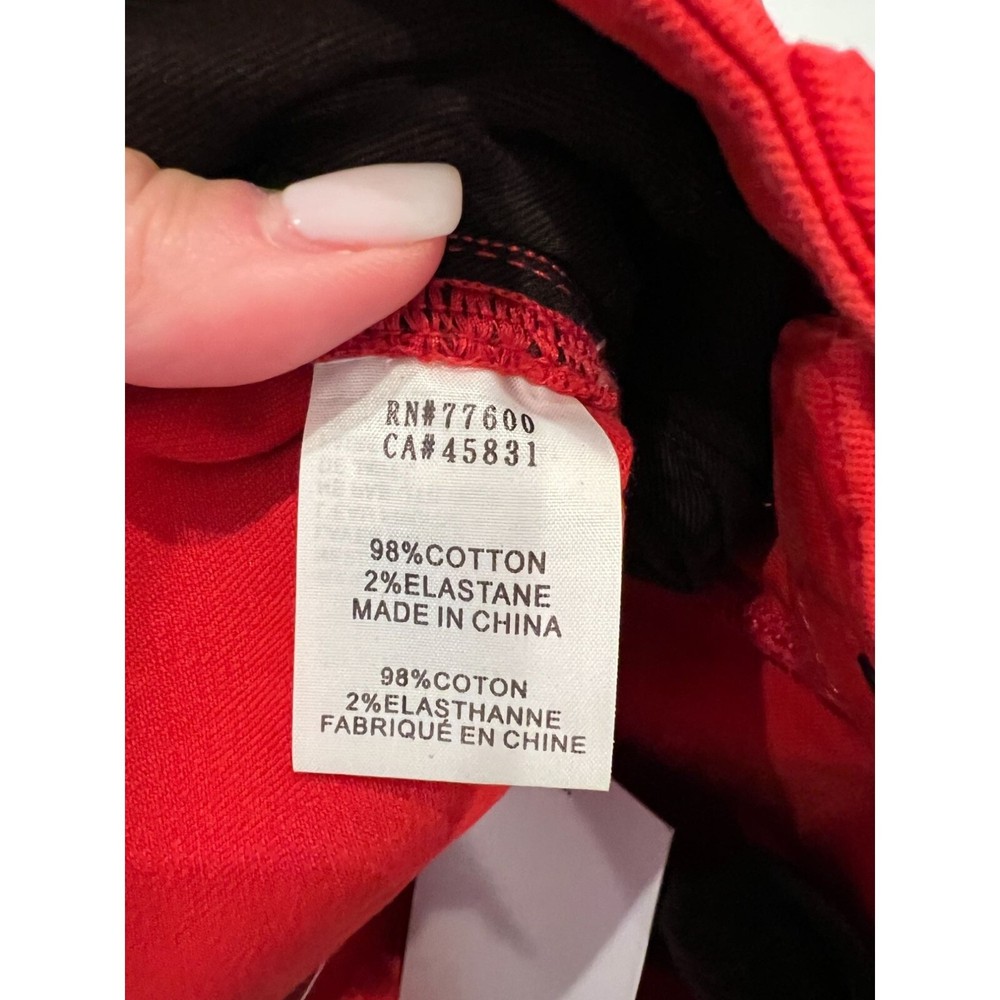 RN#77600
CA#45831
98%COTTON
2%ELASTANE
MADE IN CHINA
98%COTON
2%ELASTHANNE
FABRIQUÉ EN CHINE